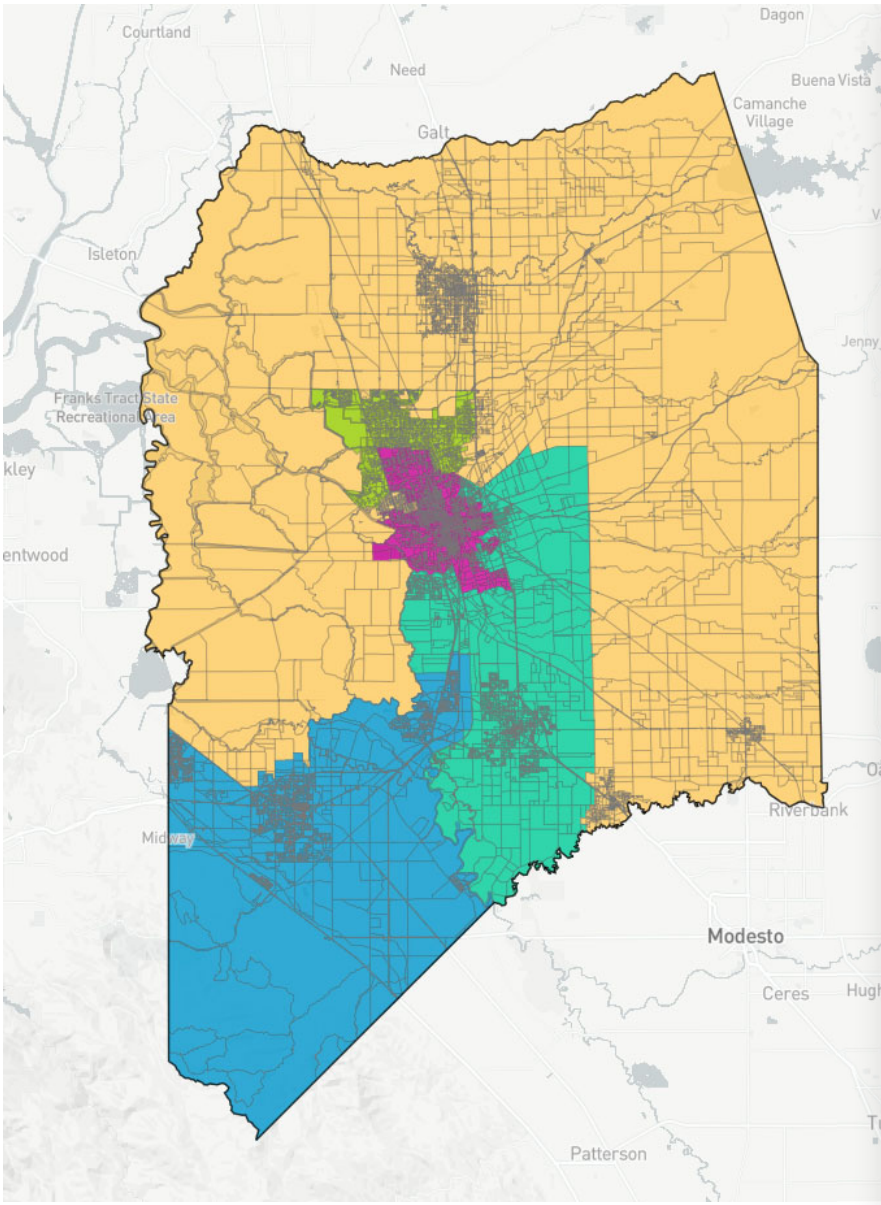 Dagon
Courtland
Need
Buena Vista
Camanche
Village
Galt
Isleton
Jenny
Franks Tract State
Recreational Area
kley
entwood
Riverbank
Midway
Modesto
Ceres
Hugh
Patterson